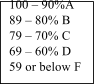 100 – 90%A
89 – 80% B
79 – 70% C
69 – 60% D
59 or below F